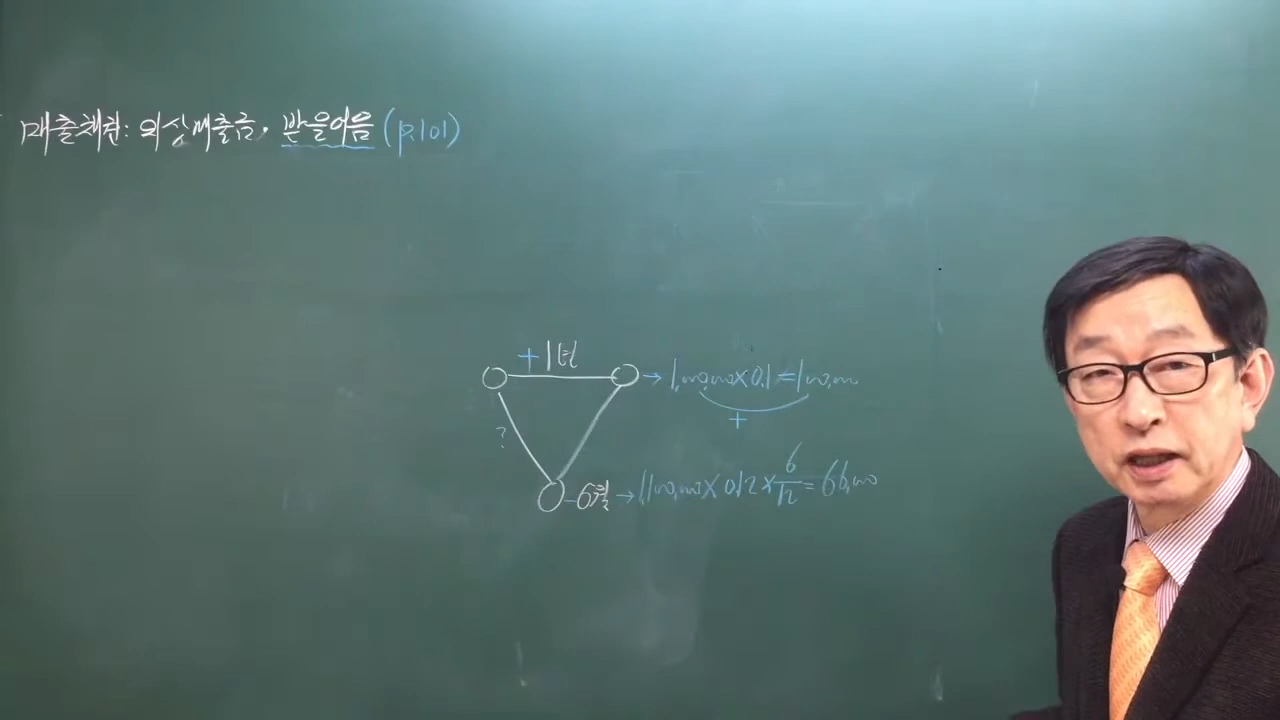 매출채권: 외상매출금, 받을어음 (p.101)
+ 1년
→ 1,000,000 × 0.1 = 100,000
?
+
-6월 → 1,100,000 × 0.12 × 6/12 = 66,000